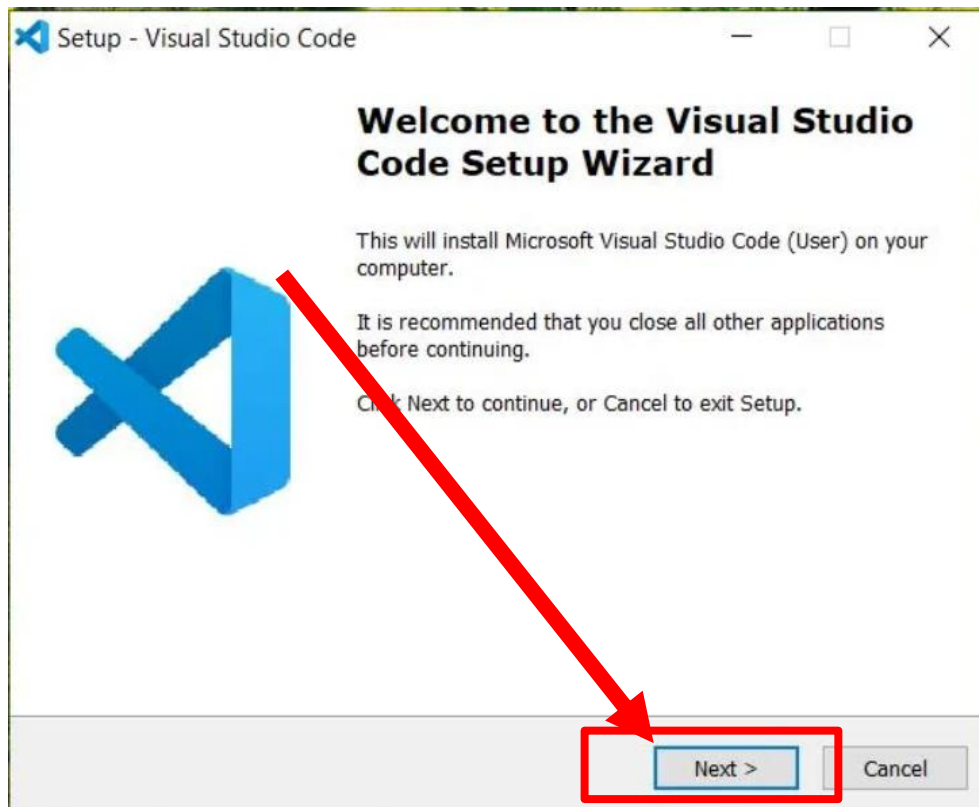 Setup - Visual Studio Code
Welcome to the Visual Studio
Code Setup Wizard
This will install Microsoft Visual Studio Code (User) on your
computer.
It is recommended that you close all other applications
before continuing.
Click Next to continue, or Cancel to exit Setup.
Next >
Cancel